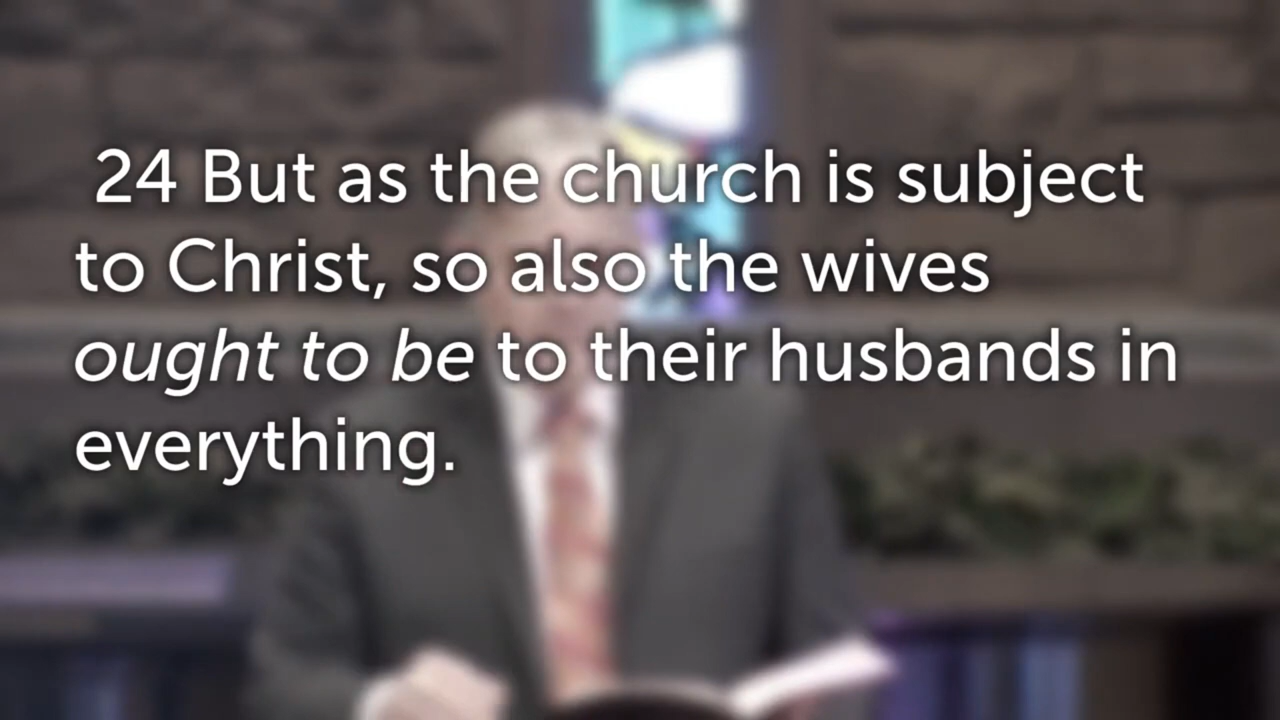 24 But as the church is subject
to Christ, so also the wives
ought to be to their husbands in
everything.